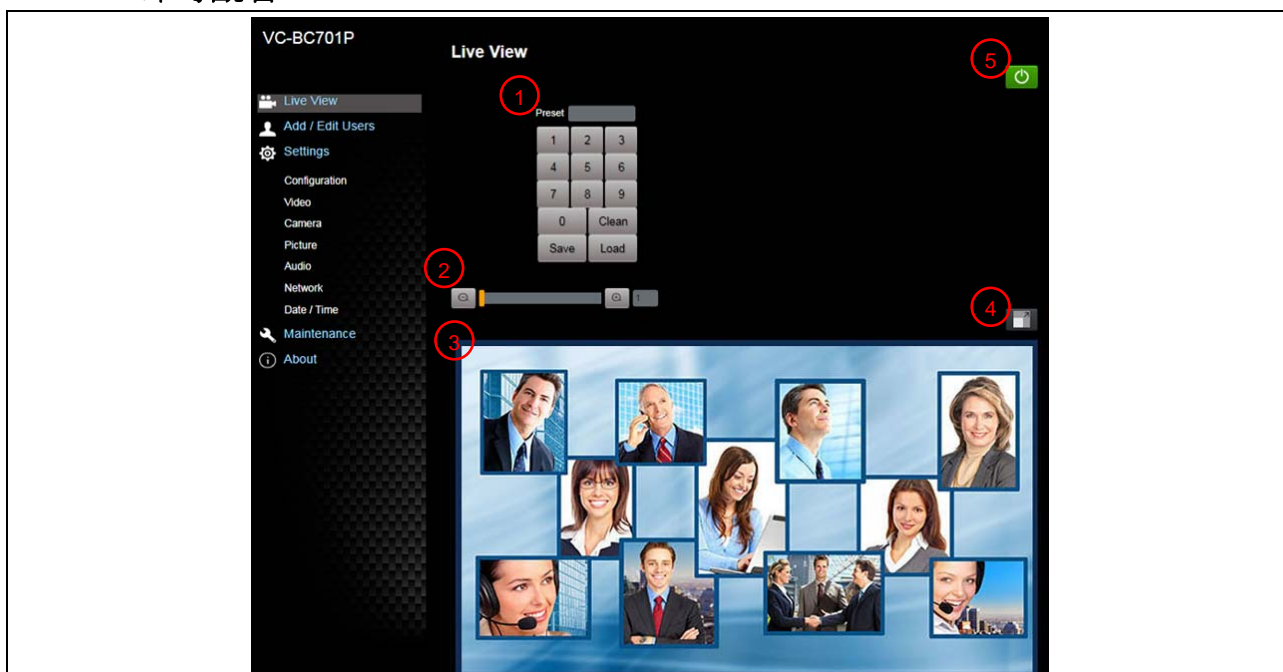 VC-BC701P
Live View
5
1
Live View
Preset
Add / Edit Users
1 2 3
Settings
4 5 6
Configuration
7 8 9
Video
0 Clean
Camera
Save Load
Picture
Audio
2
Network
1
Date / Time
4
Maintenance
3
About